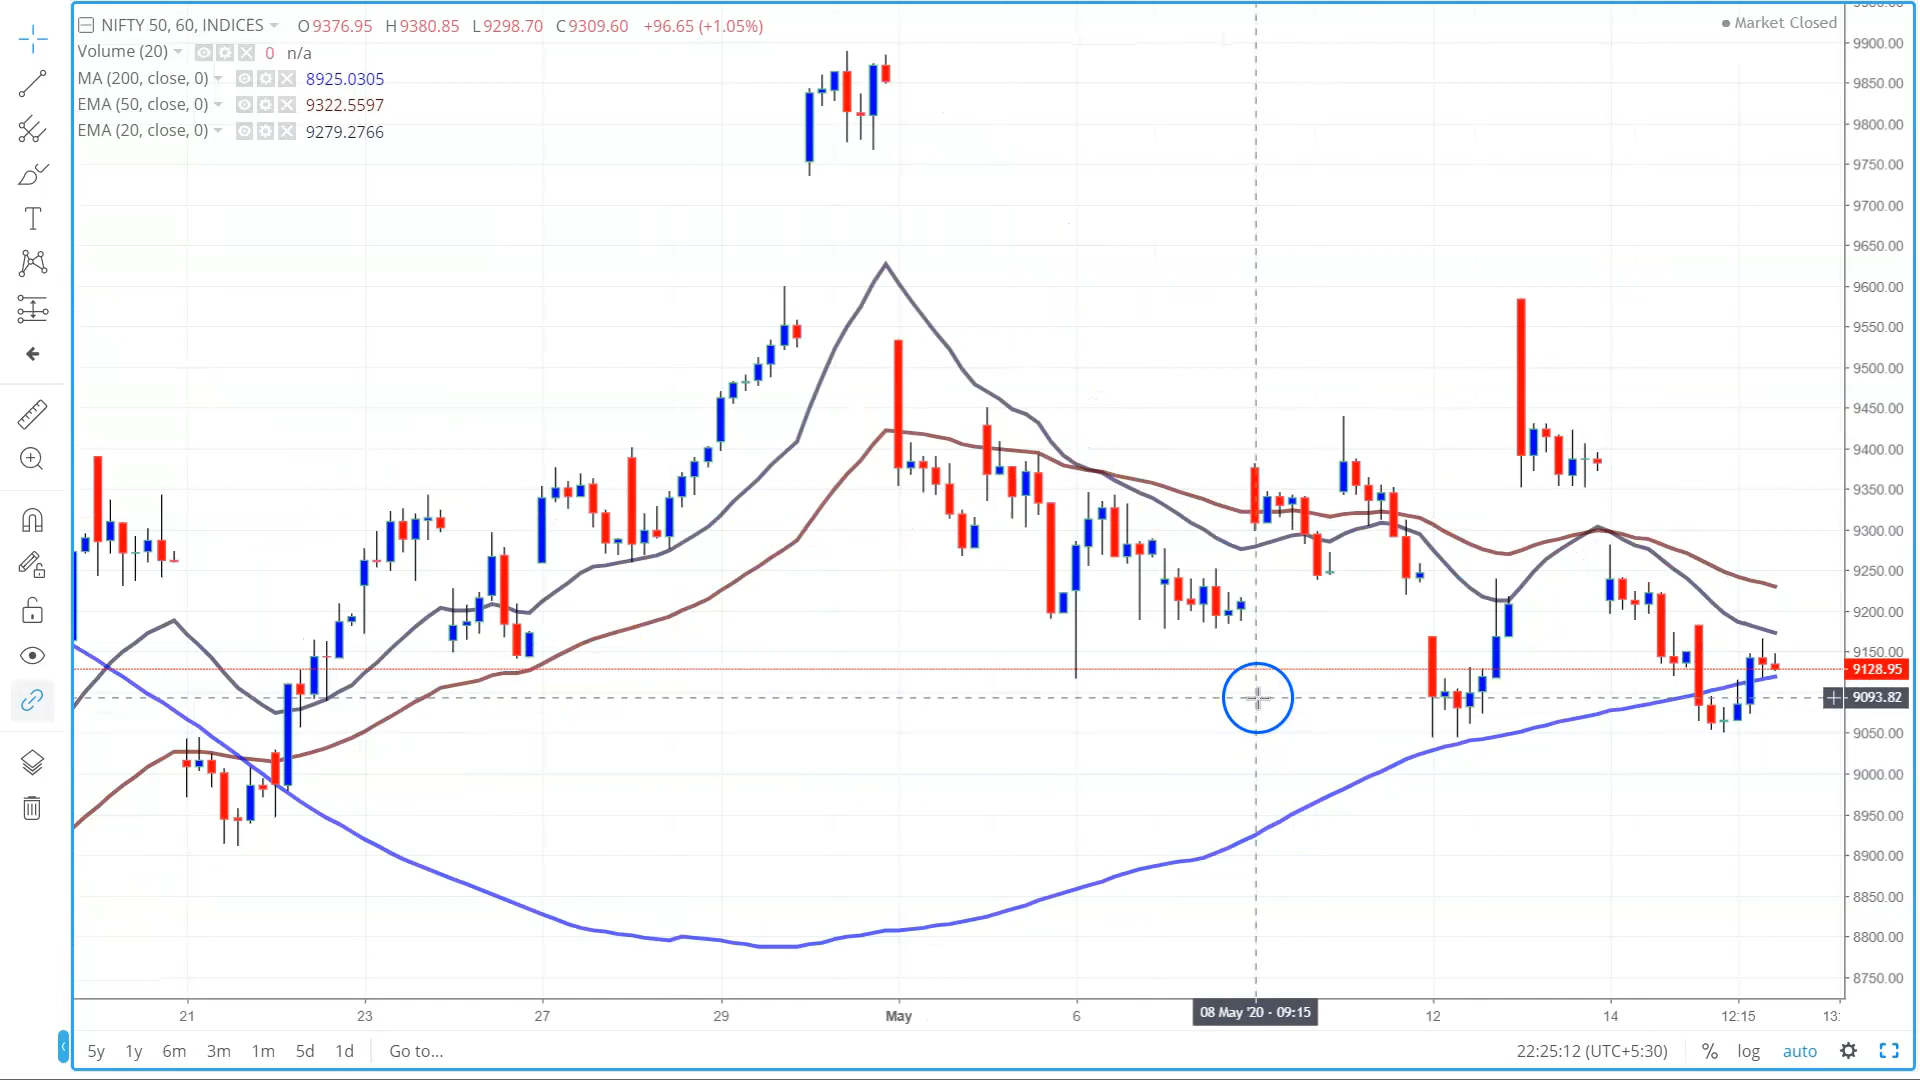 NIFTY 50, 60, INDICES O 9376.95 H 9380.85 L 9298.70 C 9309.60 +96.65 (+1.05%)
Market Closed
Volume (20) 0 n/a
MA (200, close, 0) 8925.0305
EMA (50, close, 0) 9322.5597
EMA (20, close, 0) 9279.2766
T
9900.00
9850.00
9800.00
9750.00
9700.00
9650.00
9600.00
9550.00
9500.00
9450.00
9400.00
9350.00
9300.00
9250.00
9200.00
9150.00
9128.95
9093.82
9050.00
9000.00
8950.00
8900.00
8850.00
8800.00
8750.00
21 23 27 29 May 6 08 May '20 - 09:15 12 14 12:15 13:
5y 1y 6m 3m 1m 5d 1d Go to... 22:25:12 (UTC+5:30) % log auto